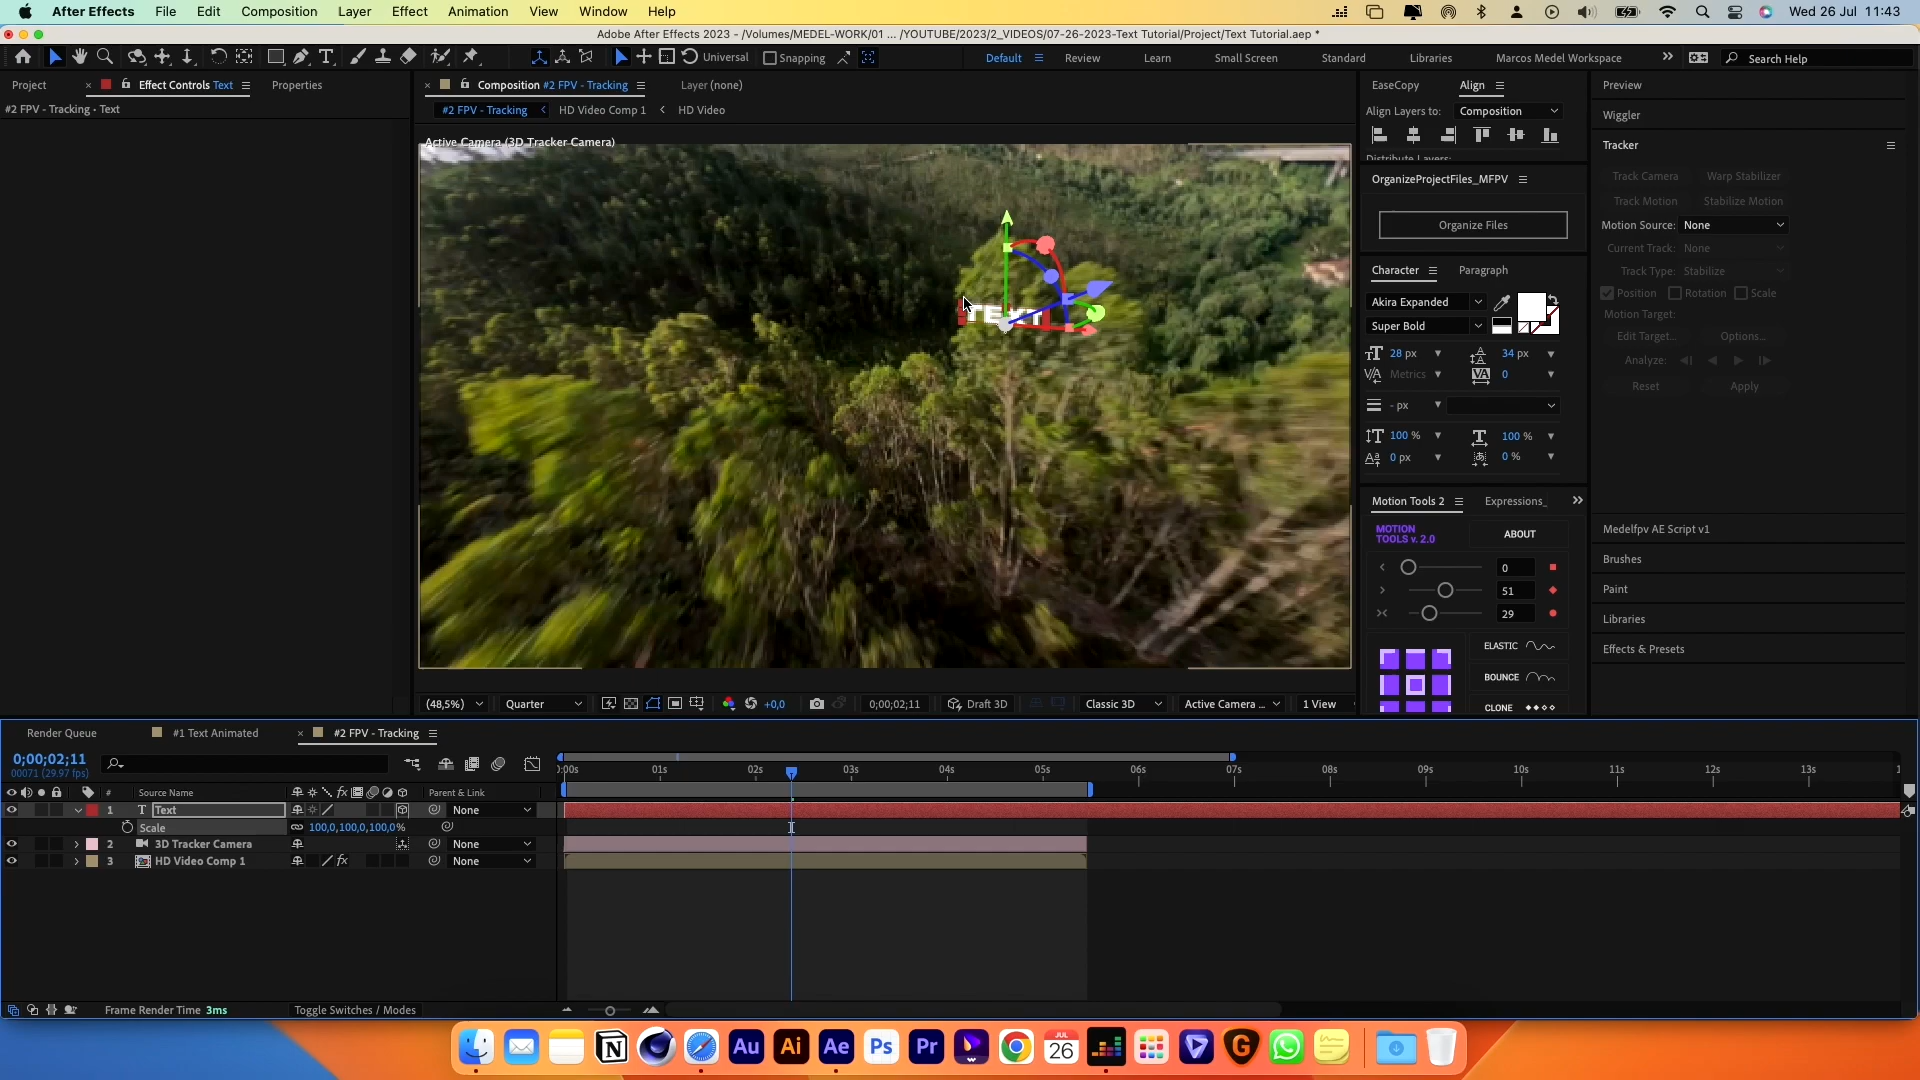 After Effects File Edit Composition Layer Effect Animation View Window Help Wed 26 Jul 11:43
Adobe After Effects 2023 - /Volumes/MEDEL-WORK/01 ... /YOUTUBE/2023/2_VIDEOS/07-26-2023-Text Tutorial/Project/Text Tutorial.aep *
Universal Snapping Default Review Learn Small Screen Standard Libraries Marcos Medel Workspace Search Help
Project Effect Controls Text Properties
#2 FPV - Tracking • Text
Composition #2 FPV - Tracking Layer (none)
#2 FPV - Tracking HD Video Comp 1 HD Video
Active Camera (3D Tracker Camera)
TEXT
(48,5%) Quarter +0,0 0;00;02;11 Draft 3D Classic 3D Active Camera ... 1 View
EaseCopy Align
Align Layers to: Composition
Distribute Layers:
OrganizeProjectFiles_MFPV
Organize Files
Character Paragraph
Akira Expanded
Super Bold
28 px 34 px
Metrics 0
- px
100 % 100 %
0 px 0 %
Motion Tools 2 Expressions_
MOTION
TOOLS v. 2.0
ABOUT
0
51
29
ELASTIC
BOUNCE
CLONE
Preview
Wiggler
Tracker
Track Camera Warp Stabilizer
Track Motion Stabilize Motion
Motion Source: None
Current Track: None
Track Type: Stabilize
Position Rotation Scale
Motion Target:
Edit Target... Options...
Analyze:
Reset Apply
Medelfpv AE Script v1
Brushes
Paint
Libraries
Effects & Presets
Render Queue #1 Text Animated #2 FPV - Tracking
0;00;02;11
00071 (29.97 fps)
:00s 01s 02s 03s 04s 05s 06s 07s 08s 09s 10s 11s 12s 13s 1
# Source Name Parent & Link
1 T Text None
Scale 100,0,100,0,100,0%
2 3D Tracker Camera None
3 HD Video Comp 1 None
Frame Render Time 3ms Toggle Switches / Modes
Au Ai Ae Ps Pr JUL
26